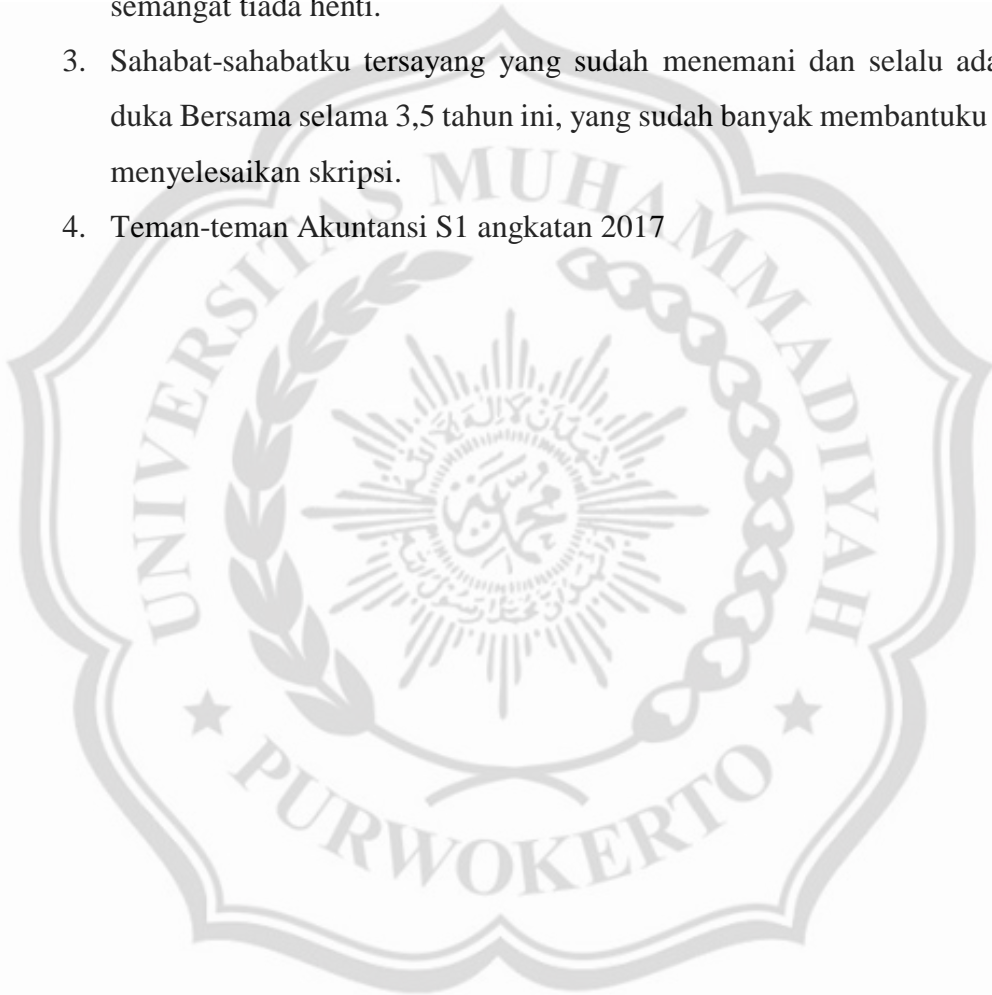 semangat tiada henti.
3. Sahabat-sahabatku tersayang yang sudah menemani dan selalu ada
duka Bersama selama 3,5 tahun ini, yang sudah banyak membantuku
menyelesaikan skripsi.
4. Teman-teman Akuntansi S1 angkatan 2017
UNIVERSITAS MUHAMMADIYAH
PURWOKERTO
محمد